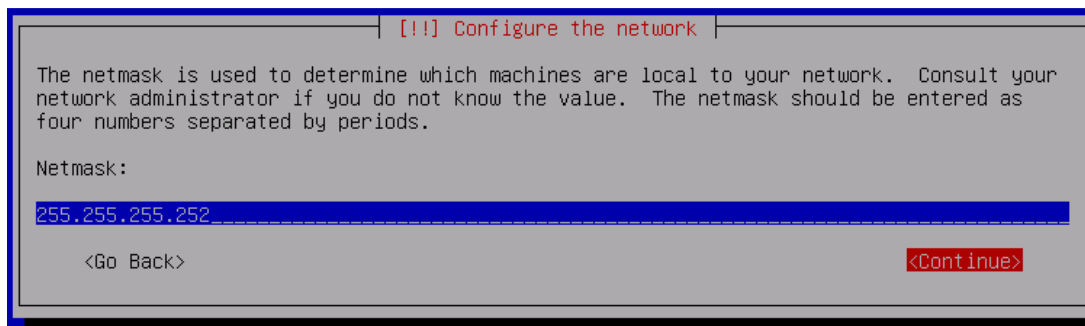 [!!] Configure the network
The netmask is used to determine which machines are local to your network.  Consult your
network administrator if you do not know the value.  The netmask should be entered as
four numbers separated by periods.
Netmask:
255.255.255.252
<Go Back> <Continue>